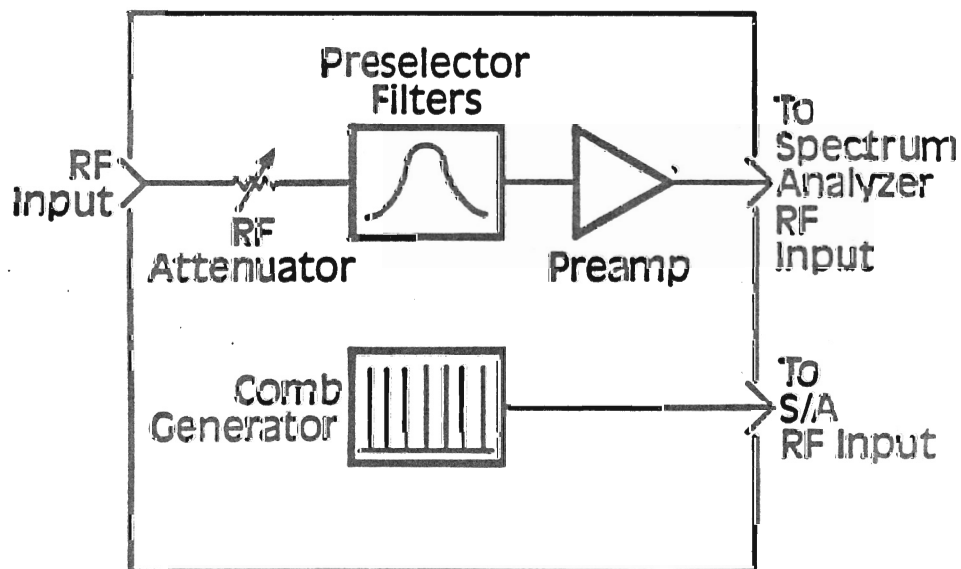 Preselector
Filters
RF
Input
RF
Attenuator
Preamp
To
Spectrum
Analyzer
RF
Input
Comb
Generator
To
S/A
RF Input